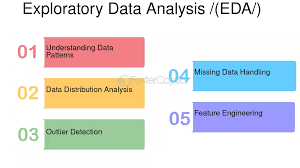 Exploratory Data Analysis /(EDA/)
01
Understanding Data
Patterns
02
Data Distribution Analysis
03
Outlier Detection
04
Missing Data Handling
05
Feature Engineering